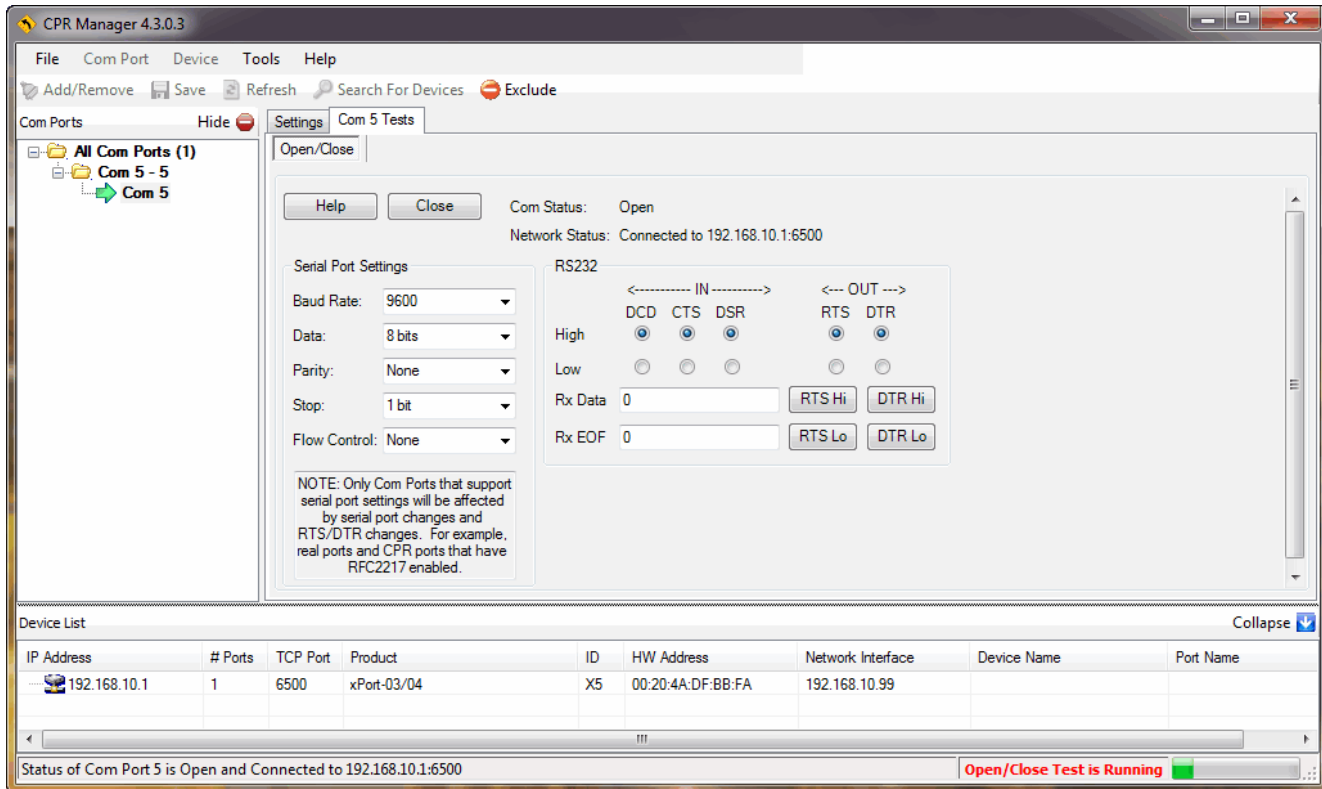 CPR Manager 4.3.0.3
File Com Port Device Tools Help
Add/Remove Save Refresh Search For Devices Exclude
Com Ports Hide
All Com Ports (1)
Com 5 - 5
Com 5
Settings Com 5 Tests
Open/Close
Help Close Com Status: Open
Network Status: Connected to 192.168.10.1:6500
Serial Port Settings
Baud Rate: 9600
Data: 8 bits
Parity: None
Stop: 1 bit
Flow Control: None
NOTE: Only Com Ports that support
serial port settings will be affected
by serial port changes and
RTS/DTR changes. For example,
real ports and CPR ports that have
RFC2217 enabled.
RS232
<----------- IN ----------> <--- OUT --->
DCD CTS DSR RTS DTR
High
Low
Rx Data 0 RTS Hi DTR Hi
Rx EOF 0 RTS Lo DTR Lo
Device List Collapse
IP Address # Ports TCP Port Product ID HW Address Network Interface Device Name Port Name
192.168.10.1 1 6500 xPort-03/04 X5 00:20:4A:DF:BB:FA 192.168.10.99
Status of Com Port 5 is Open and Connected to 192.168.10.1:6500 Open/Close Test is Running